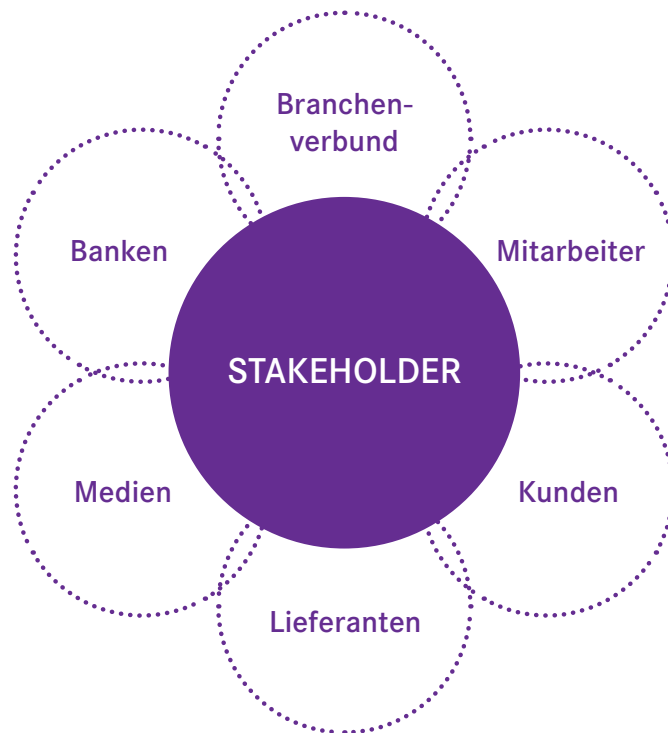 Branchen-
verbund
Banken
Mitarbeiter
STAKEHOLDER
Medien
Kunden
Lieferanten